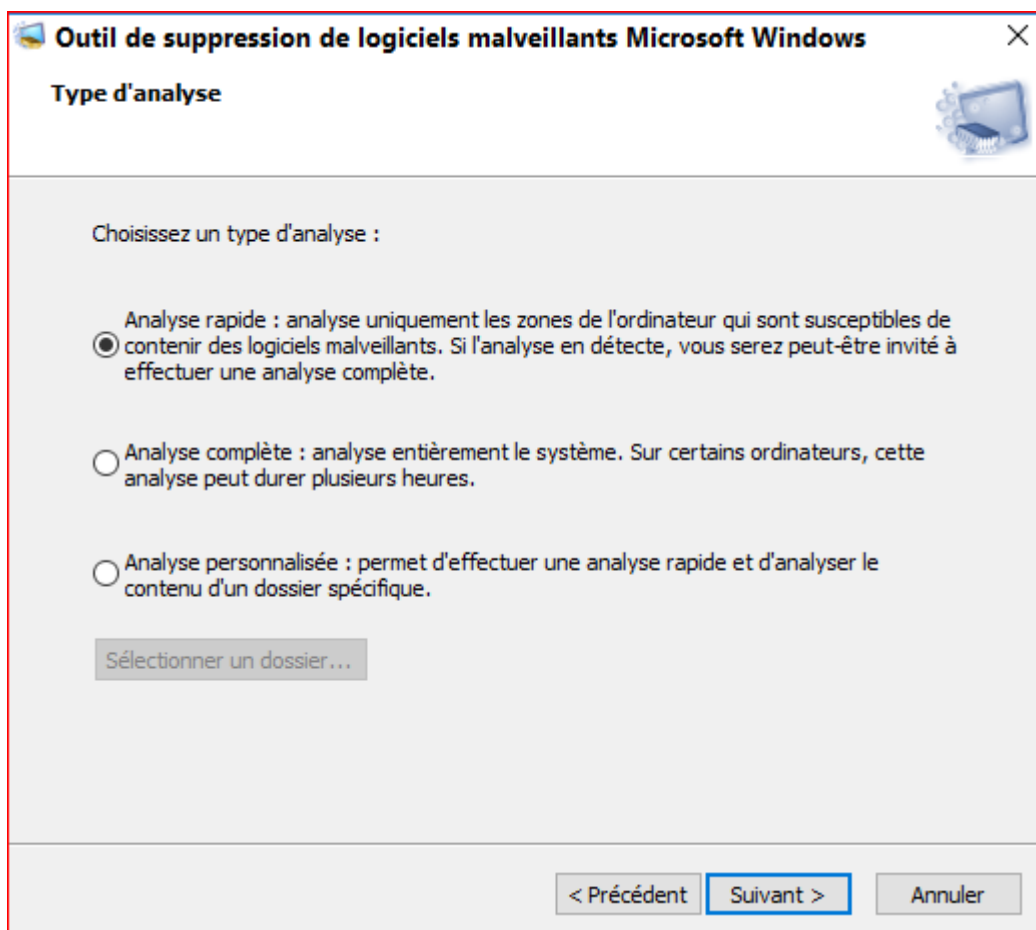 Outil de suppression de logiciels malveillants Microsoft Windows
Type d'analyse
Choisissez un type d'analyse :
Analyse rapide : analyse uniquement les zones de l'ordinateur qui sont susceptibles de
contenir des logiciels malveillants. Si l'analyse en détecte, vous serez peut-être invité à
effectuer une analyse complète.
Analyse complète : analyse entièrement le système. Sur certains ordinateurs, cette
analyse peut durer plusieurs heures.
Analyse personnalisée : permet d'effectuer une analyse rapide et d'analyser le
contenu d'un dossier spécifique.
Sélectionner un dossier...
< Précédent Suivant > Annuler